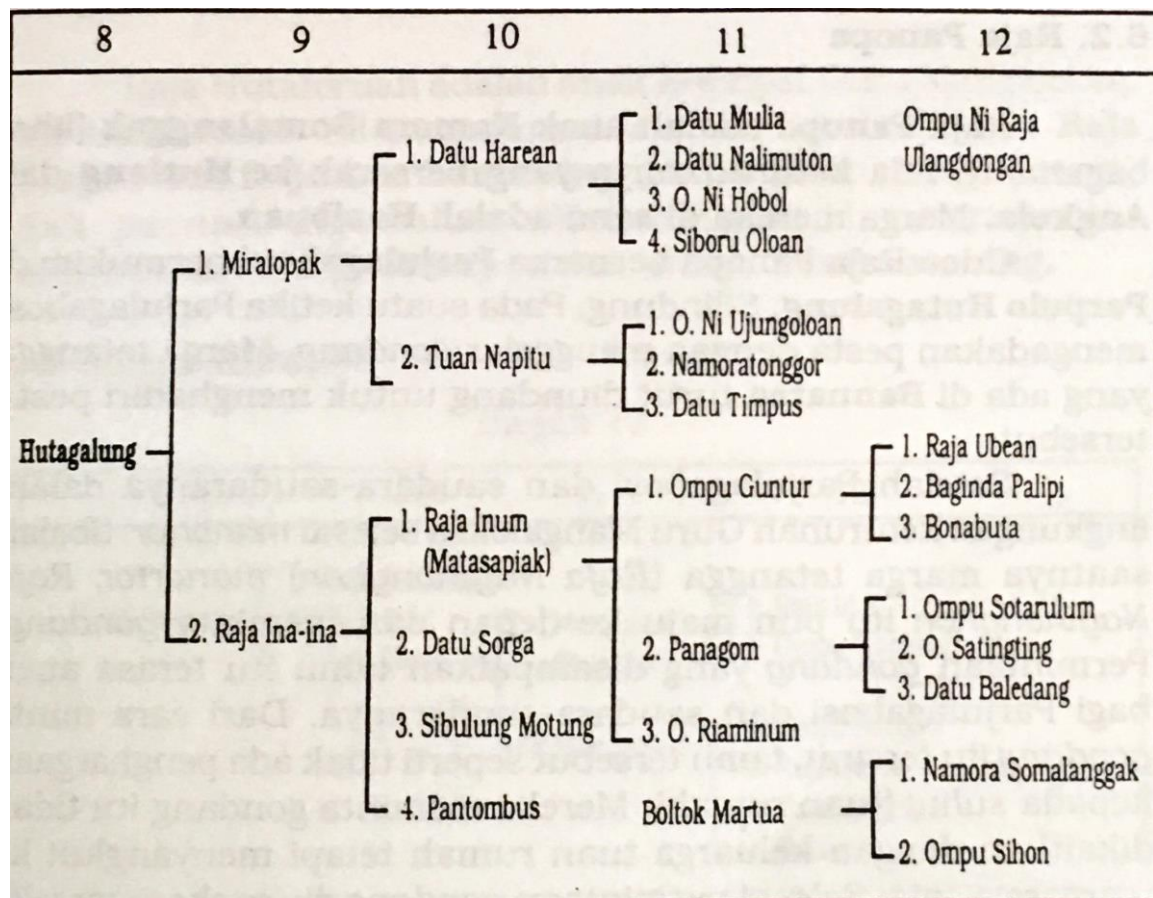 8 9 10 11 12
1. Datu Mulia Ompu Ni Raja
1. Datu Harean 2. Datu Nalimuton Ulangdongan
3. O. Ni Hobol
4. Siboru Oloan
1. Miralopak
1. O. Ni Ujungoloan
2. Tuan Napitu 2. Namoratonggor
3. Datu Timpus
Hutagalung 1. Raja Ubean
1. Ompu Guntur 2. Baginda Palipi
1. Raja Inum 3. Bonabuta
(Matasapiak)
1. Ompu Sotarulum
2. Raja Ina-ina 2. Datu Sorga 2. Panagom 2. O. Satingting
3. Datu Baledang
3. Sibulung Motung 3. O. Riaminum
1. Namora Somalanggak
4. Pantombus Boltok Martua
2. Ompu Sihon